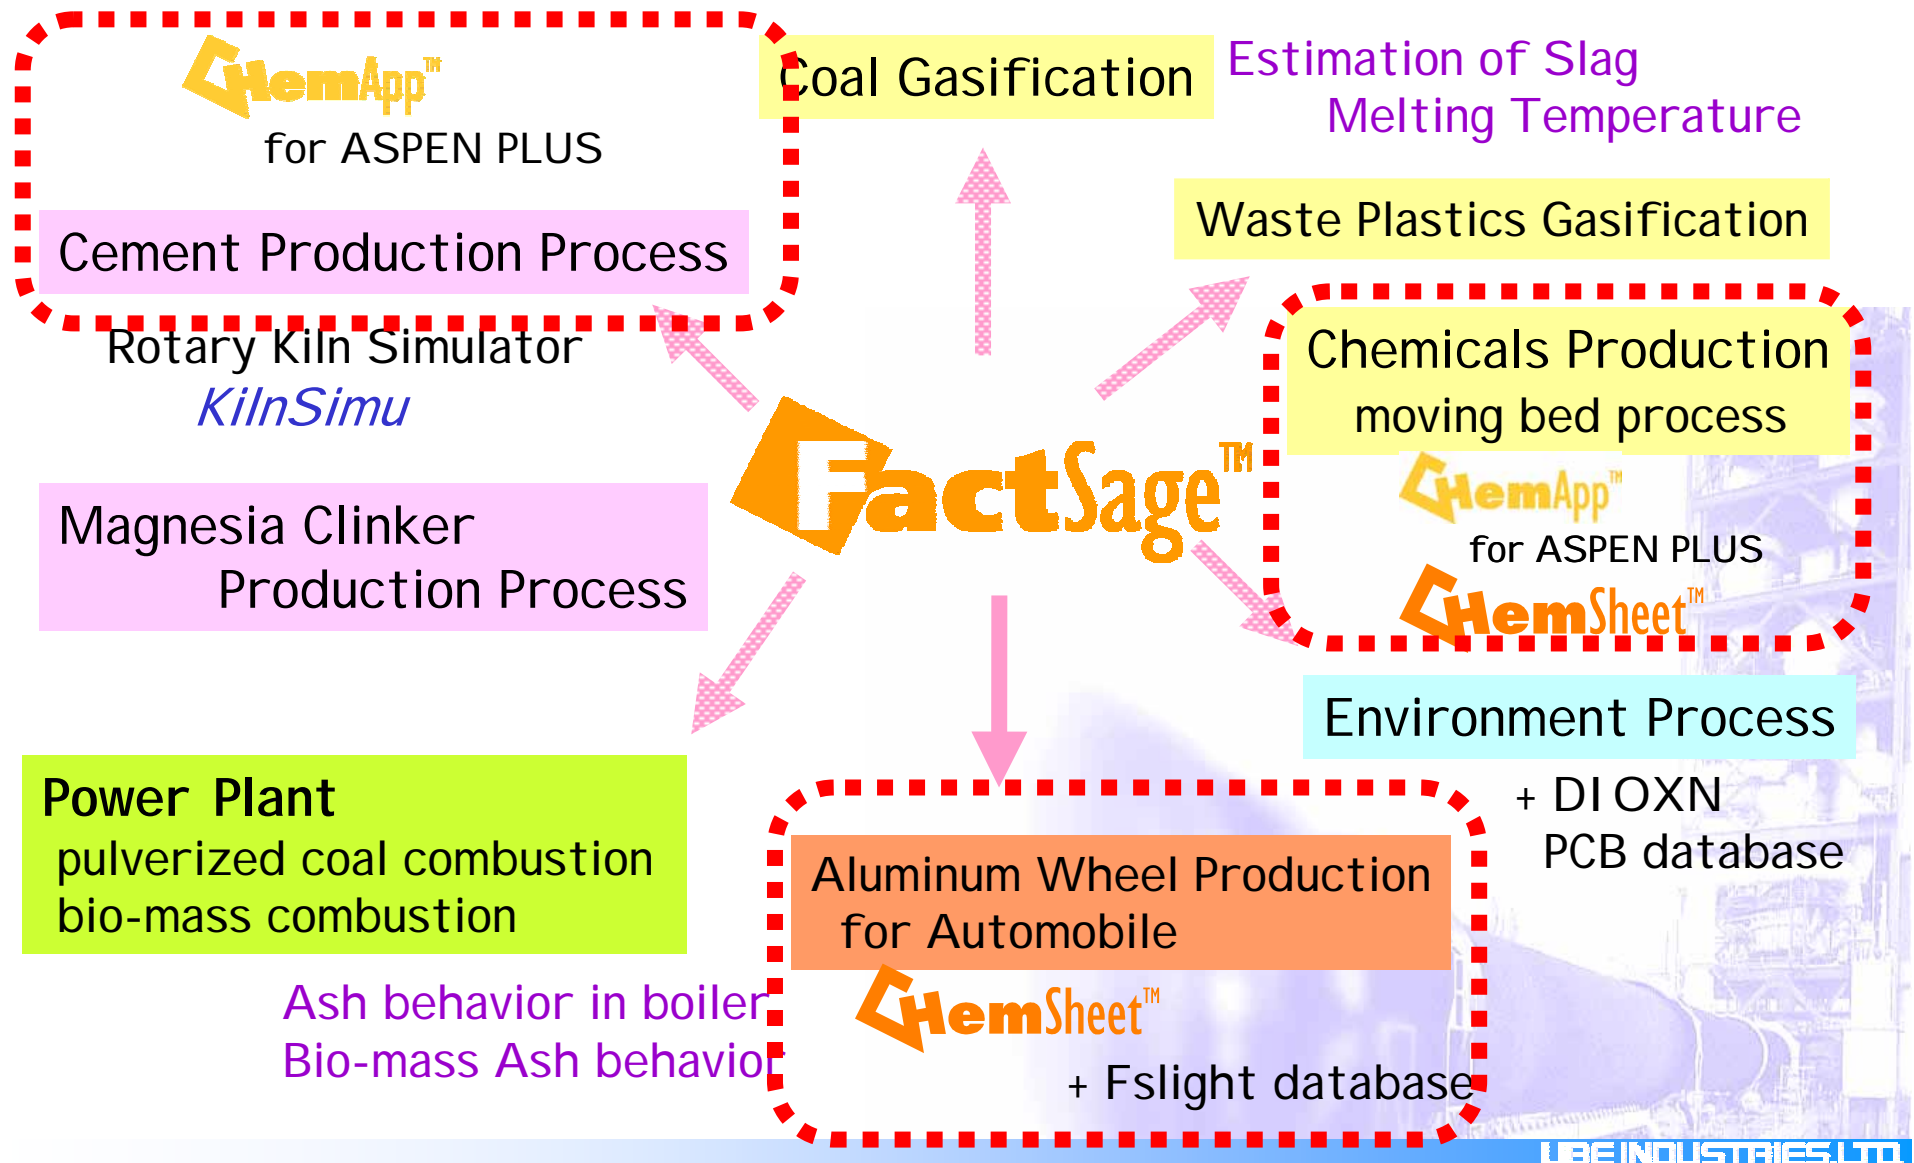 ChemApp™
for ASPEN PLUS
Cement Production Process
Rotary Kiln Simulator
KilnSimu
Magnesia Clinker
Production Process
Power Plant
pulverized coal combustion
bio-mass combustion
Ash behavior in boiler
Bio-mass Ash behavior
Coal Gasification
Estimation of Slag
Melting Temperature
Waste Plastics Gasification
Chemicals Production
moving bed process
ChemApp™
for ASPEN PLUS
ChemSheet™
FactSage™
Environment Process
+ DIOXN
PCB database
Aluminum Wheel Production
for Automobile
ChemSheet™
+ Fslight database
UBE INDUSTRIES, LTD.